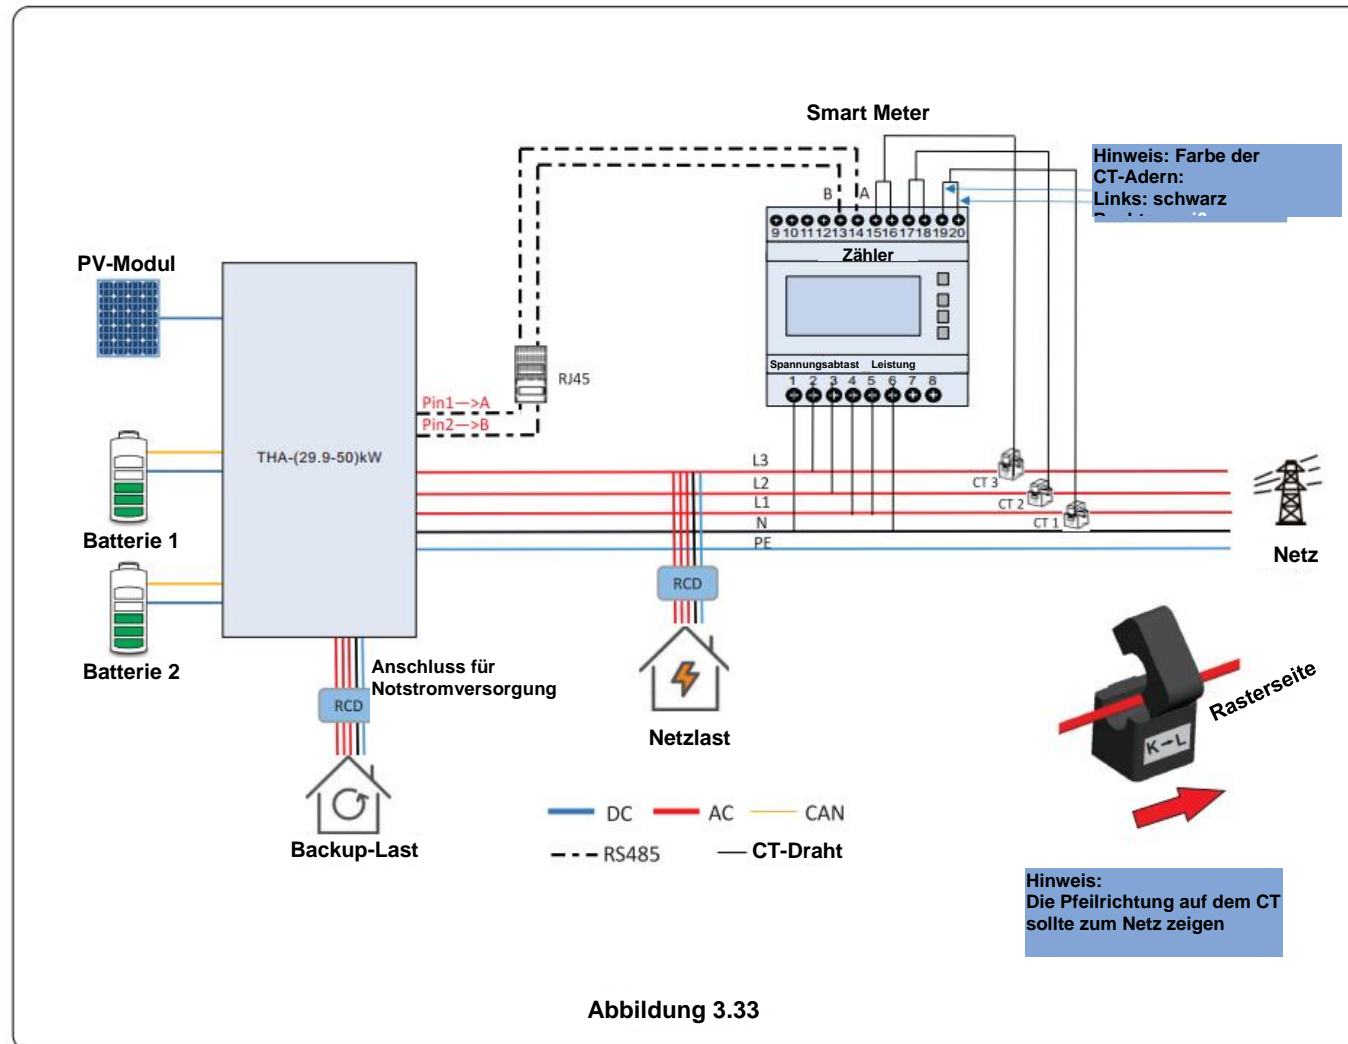 Smart Meter
Hinweis: Farbe der
CT-Adern:
Links: schwarz
B A
9 10 11 12 13 14 15 16 17 18 19 20
Zähler
PV-Modul
Spannungsabtast Leistung
1 2 3 4 5 6 7 8
RJ45
Pin1—>A
Pin2—>B
THA-(29.9-50)kW
L3
L2
L1
N
PE
CT 3
CT 2
CT 1
Batterie 1
Netz
RCD
Batterie 2
Anschluss für
Notstromversorgung
RCD
Netzlast
Rasterseite
K→L
DC AC CAN
RS485 CT-Draht
Backup-Last
Hinweis:
Die Pfeilrichtung auf dem CT
sollte zum Netz zeigen
Abbildung 3.33